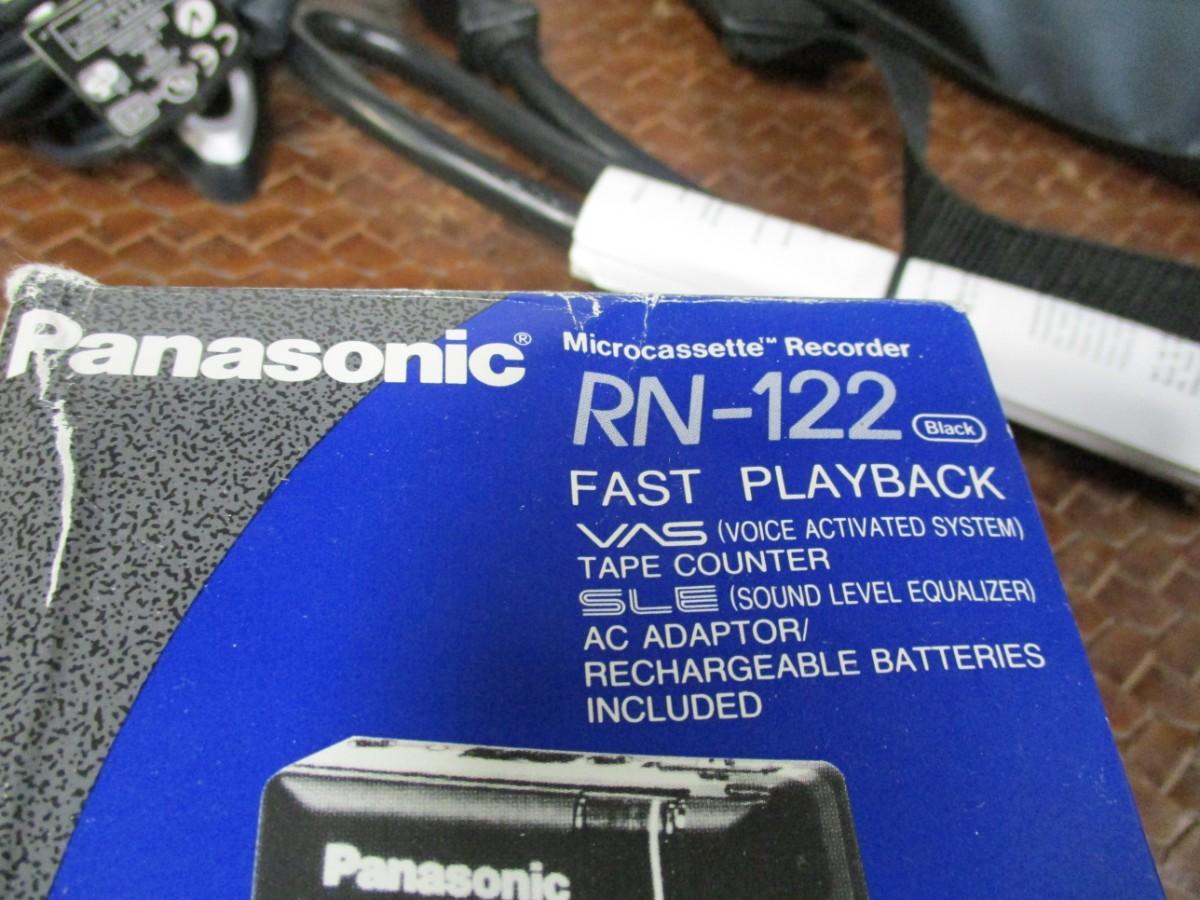 Panasonic®
Microcassette™ Recorder
RN-122 Black
FAST PLAYBACK
VAS (VOICE ACTIVATED SYSTEM)
TAPE COUNTER
SLE (SOUND LEVEL EQUALIZER)
AC ADAPTOR/
RECHARGEABLE BATTERIES
INCLUDED
Panasonic